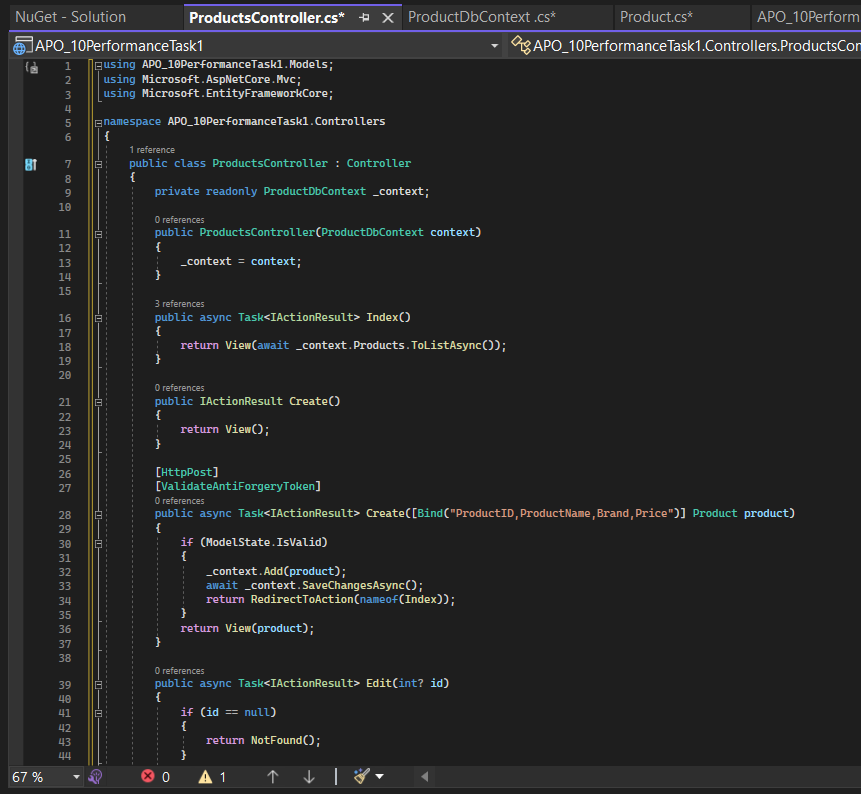 NuGet - Solution ProductsController.cs* ProductDbContext .cs* Product.cs* APO_10Perform
APO_10PerformanceTask1 APO_10PerformanceTask1.Controllers.ProductsCon
1 using APO_10PerformanceTask1.Models;
2 using Microsoft.AspNetCore.Mvc;
3 using Microsoft.EntityFrameworkCore;
4
5 namespace APO_10PerformanceTask1.Controllers
6 {
1 reference
7 public class ProductsController : Controller
8 {
9 private readonly ProductDbContext _context;
10
0 references
11 public ProductsController(ProductDbContext context)
12 {
13 _context = context;
14 }
15
3 references
16 public async Task<IActionResult> Index()
17 {
18 return View(await _context.Products.ToListAsync());
19 }
20
0 references
21 public IActionResult Create()
22 {
23 return View();
24 }
25
26 [HttpPost]
27 [ValidateAntiForgeryToken]
0 references
28 public async Task<IActionResult> Create([Bind("ProductID,ProductName,Brand,Price")] Product product)
29 {
30 if (ModelState.IsValid)
31 {
32 _context.Add(product);
33 await _context.SaveChangesAsync();
34 return RedirectToAction(nameof(Index));
35 }
36 return View(product);
37 }
38
0 references
39 public async Task<IActionResult> Edit(int? id)
40 {
41 if (id == null)
42 {
43 return NotFound();
44 }
67 % 0 1